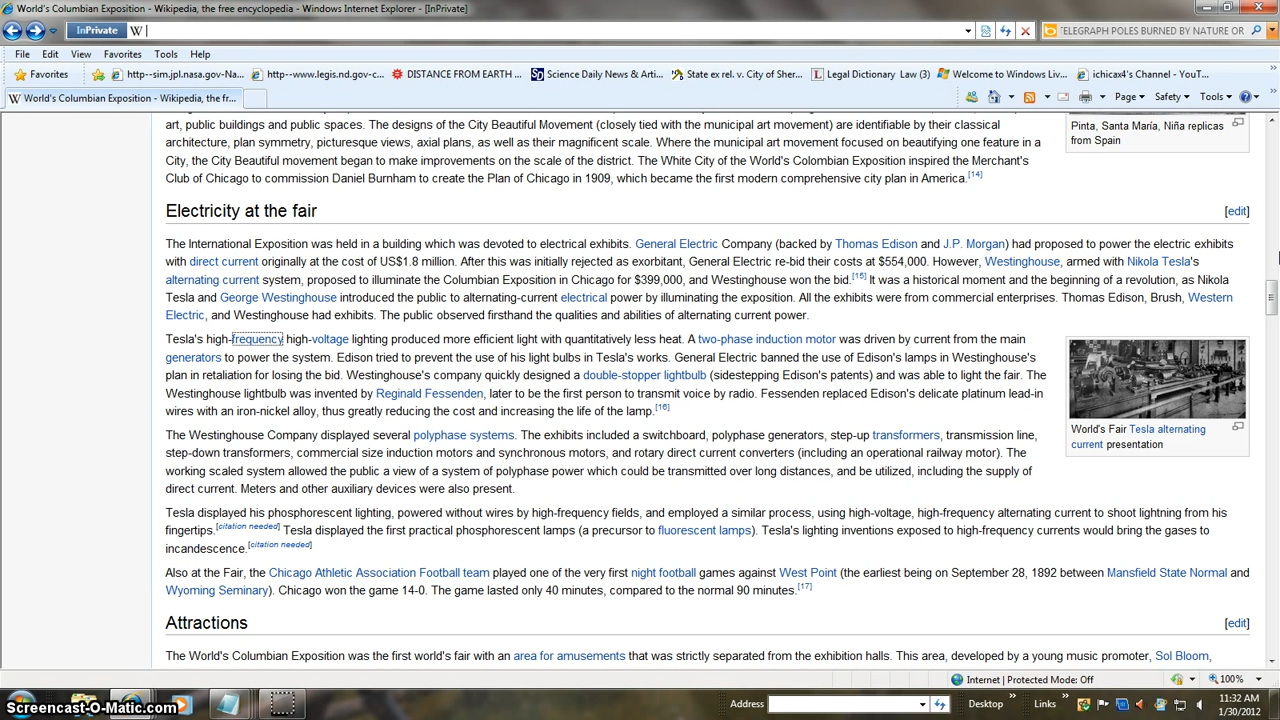 World's Columbian Exposition - Wikipedia, the free encyclopedia - Windows Internet Explorer - [InPrivate]
InPrivate W
TELEGRAPH POLES BURNED BY NATURE OR
File Edit View Favorites Tools Help
Favorites http--sim.jpl.nasa.gov-Na... http--www.legis.nd.gov-c... DISTANCE FROM EARTH ... Science Daily News & Arti... State ex rel. v. City of Sher... Legal Dictionary Law (3) Welcome to Windows Liv... ichicax4's Channel - YouT...
World's Columbian Exposition - Wikipedia, the fr...
Page Safety Tools
art, public buildings and public spaces. The designs of the City Beautiful Movement (closely tied with the municipal art movement) are identifiable by their classical
architecture, plan symmetry, picturesque views, axial plans, as well as their magnificent scale. Where the municipal art movement focused on beautifying one feature in a
City, the City Beautiful movement began to make improvements on the scale of the district. The White City of the World's Colombian Exposition inspired the Merchant's
Club of Chicago to commission Daniel Burnham to create the Plan of Chicago in 1909, which became the first modern comprehensive city plan in America.[14]
Pinta, Santa María, Niña replicas
from Spain
Electricity at the fair [edit]
The International Exposition was held in a building which was devoted to electrical exhibits. General Electric Company (backed by Thomas Edison and J.P. Morgan) had proposed to power the electric exhibits
with direct current originally at the cost of US$1.8 million. After this was initially rejected as exorbitant, General Electric re-bid their costs at $554,000. However, Westinghouse, armed with Nikola Tesla's
alternating current system, proposed to illuminate the Columbian Exposition in Chicago for $399,000, and Westinghouse won the bid.[15] It was a historical moment and the beginning of a revolution, as Nikola
Tesla and George Westinghouse introduced the public to alternating-current electrical power by illuminating the exposition. All the exhibits were from commercial enterprises. Thomas Edison, Brush, Western
Electric, and Westinghouse had exhibits. The public observed firsthand the qualities and abilities of alternating current power.
Tesla's high-frequency high-voltage lighting produced more efficient light with quantitatively less heat. A two-phase induction motor was driven by current from the main
generators to power the system. Edison tried to prevent the use of his light bulbs in Tesla's works. General Electric banned the use of Edison's lamps in Westinghouse's
plan in retaliation for losing the bid. Westinghouse's company quickly designed a double-stopper lightbulb (sidestepping Edison's patents) and was able to light the fair. The
Westinghouse lightbulb was invented by Reginald Fessenden, later to be the first person to transmit voice by radio. Fessenden replaced Edison's delicate platinum lead-in
wires with an iron-nickel alloy, thus greatly reducing the cost and increasing the life of the lamp.[16]
World's Fair Tesla alternating
current presentation
The Westinghouse Company displayed several polyphase systems. The exhibits included a switchboard, polyphase generators, step-up transformers, transmission line,
step-down transformers, commercial size induction motors and synchronous motors, and rotary direct current converters (including an operational railway motor). The
working scaled system allowed the public a view of a system of polyphase power which could be transmitted over long distances, and be utilized, including the supply of
direct current. Meters and other auxiliary devices were also present.
Tesla displayed his phosphorescent lighting, powered without wires by high-frequency fields, and employed a similar process, using high-voltage, high-frequency alternating current to shoot lightning from his
fingertips.[citation needed] Tesla displayed the first practical phosphorescent lamps (a precursor to fluorescent lamps). Tesla's lighting inventions exposed to high-frequency currents would bring the gases to
incandescence.[citation needed]
Also at the Fair, the Chicago Athletic Association Football team played one of the very first night football games against West Point (the earliest being on September 28, 1892 between Mansfield State Normal and
Wyoming Seminary). Chicago won the game 14-0. The game lasted only 40 minutes, compared to the normal 90 minutes.[17]
Attractions [edit]
The World's Columbian Exposition was the first world's fair with an area for amusements that was strictly separated from the exhibition halls. This area, developed by a young music promoter, Sol Bloom,
Internet | Protected Mode: Off 100%
Screencast-O-Matic.com
Address Desktop Links
11:32 AM
1/30/2012